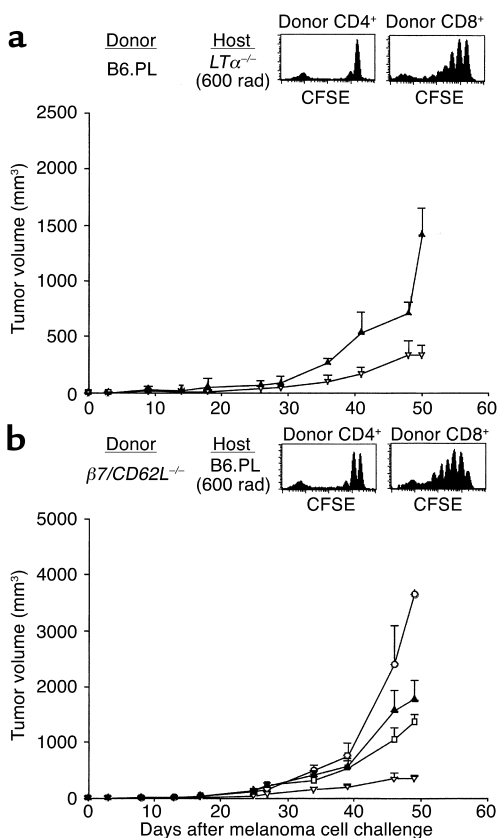 a
Donor
B6.PL
Host
LTα−/−
(600 rad)
Donor CD4+
CFSE
Donor CD8+
CFSE
Tumor volume (mm3)
2500
2000
1500
1000
500
0
0 10 20 30 40 50 60
b
Donor
β7/CD62L−/−
Host
B6.PL
(600 rad)
Donor CD4+
CFSE
Donor CD8+
CFSE
Tumor volume (mm3)
5000
4000
3000
2000
1000
0
0 10 20 30 40 50 60
Days after melanoma cell challenge